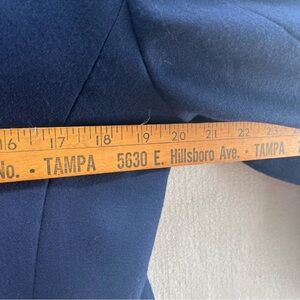 16 17 18 19 20 21 22 23
No. • TAMPA 5630 E. Hillsboro Ave. • TAMPA